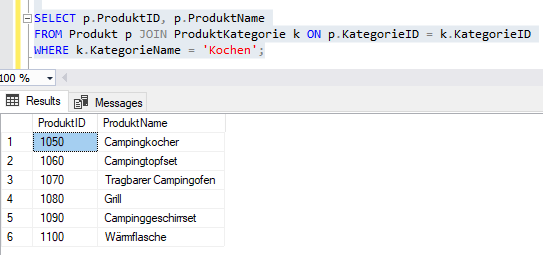 SELECT p.ProduktID, p.ProduktName
FROM Produkt p JOIN ProduktKategorie k ON p.KategorieID = k.KategorieID
WHERE k.KategorieName = 'Kochen';
100 %
Results Messages
ProduktID ProduktName
1 1050 Campingkocher
2 1060 Campingtopfset
3 1070 Tragbarer Campingofen
4 1080 Grill
5 1090 Campinggeschirrset
6 1100 Wärmflasche